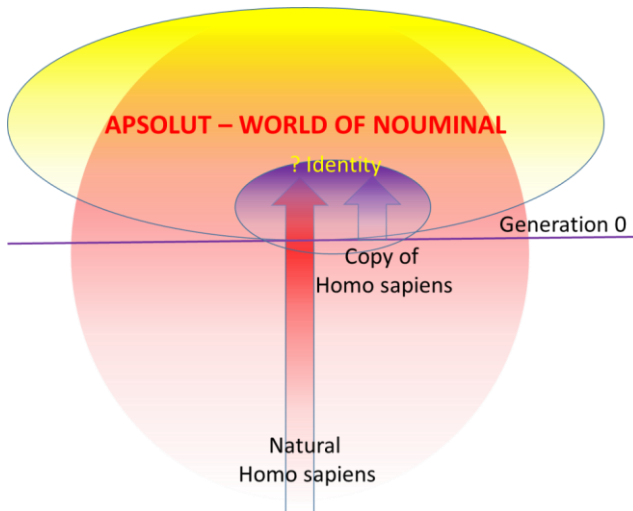 APSOLUT – WORLD OF NOUMINAL
? Identity
Generation 0
Copy of
Homo sapiens
Natural
Homo sapiens